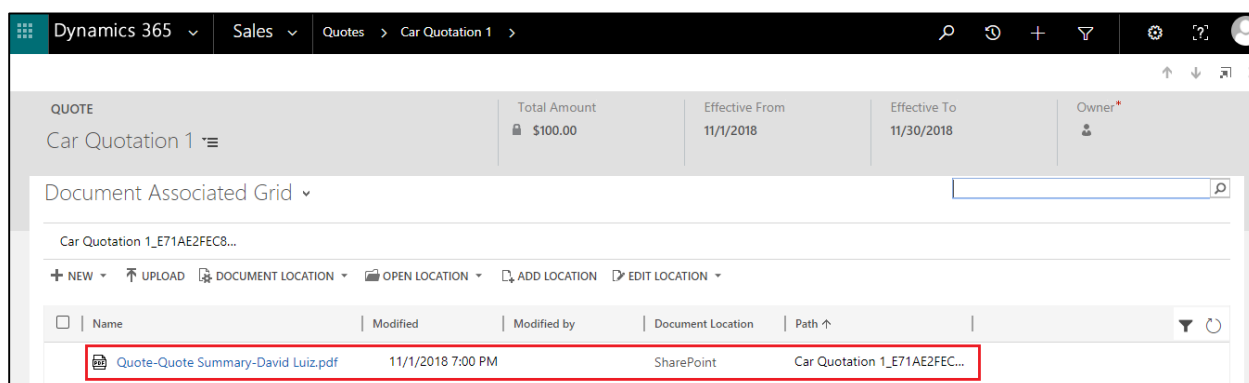 Dynamics 365 Sales Quotes > Car Quotation 1 >
QUOTE
Car Quotation 1
Total Amount
$100.00
Effective From
11/1/2018
Effective To
11/30/2018
Owner*
Document Associated Grid
Car Quotation 1_E71AE2FEC8...
+ NEW UPLOAD DOCUMENT LOCATION OPEN LOCATION ADD LOCATION EDIT LOCATION
Name Modified Modified by Document Location Path ↑
PDF Quote-Quote Summary-David Luiz.pdf 11/1/2018 7:00 PM SharePoint Car Quotation 1_E71AE2FEC...